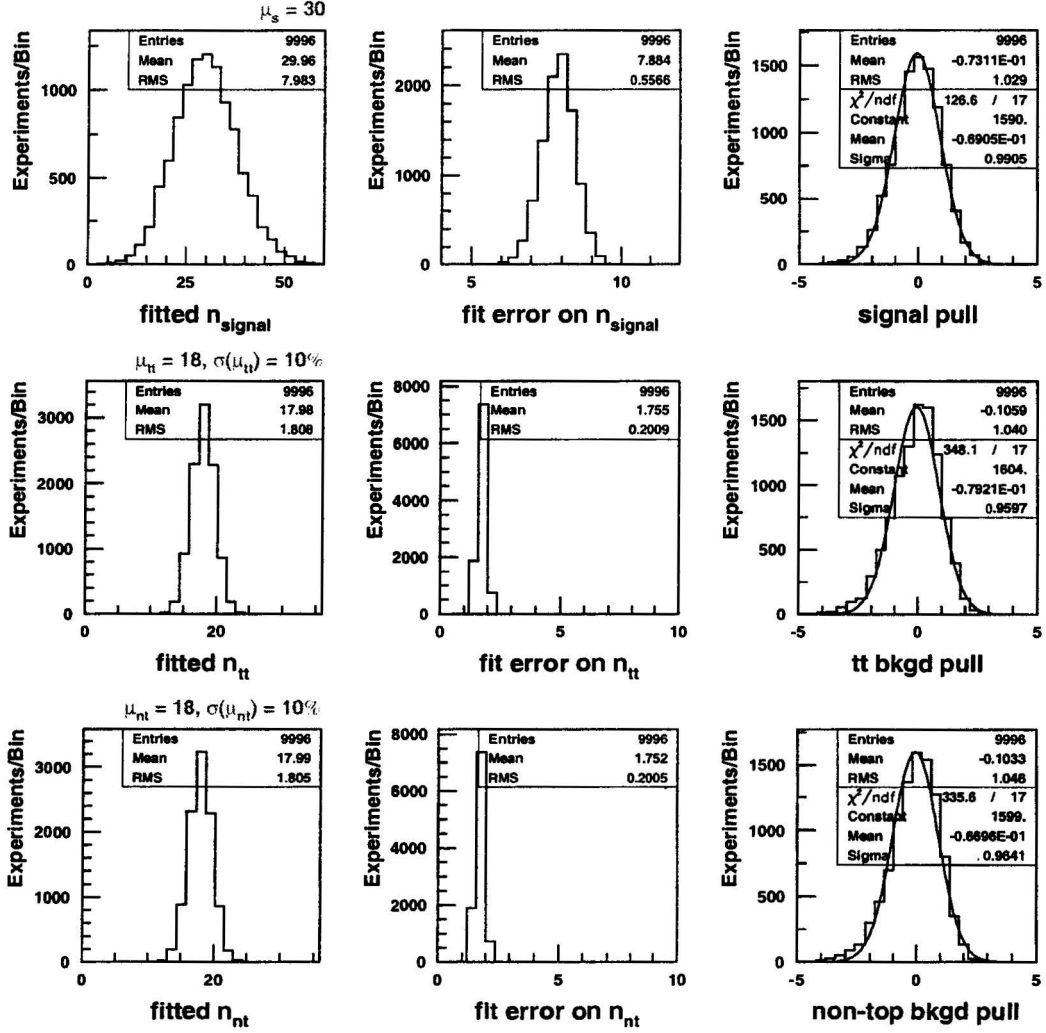 μs = 30
Experiments/Bin
1000
500
0
Entries 9996
Mean 29.96
RMS 7.983
0 25 50
fitted nsignal
Experiments/Bin
2000
1000
0
Entries 9996
Mean 7.884
RMS 0.5566
5 10
fit error on nsignal
Experiments/Bin
1500
1000
500
0
Entries 9996
Mean -0.7311E-01
RMS 1.029
χ²/ndf 126.6 / 17
Constant 1590.
Mean -0.6905E-01
Sigma 0.9905
-5 0 5
signal pull
μtt = 18, σ(μtt) = 10%
Experiments/Bin
3000
2000
1000
0
Entries 9996
Mean 17.98
RMS 1.808
0 20
fitted ntt
Experiments/Bin
8000
6000
4000
2000
0
Entries 9996
Mean 1.755
RMS 0.2009
0 5 10
fit error on ntt
Experiments/Bin
1500
1000
500
0
Entries 9996
Mean -0.1059
RMS 1.040
χ²/ndf 348.1 / 17
Constant 1604.
Mean -0.7921E-01
Sigma 0.9597
-5 0 5
tt bkgd pull
μnt = 18, σ(μnt) = 10%
Experiments/Bin
3000
2000
1000
0
Entries 9996
Mean 17.99
RMS 1.805
0 20
fitted nnt
Experiments/Bin
8000
6000
4000
2000
0
Entries 9996
Mean 1.752
RMS 0.2005
0 5 10
fit error on nnt
Experiments/Bin
1500
1000
500
0
Entries 9996
Mean -0.1033
RMS 1.046
χ²/ndf 335.6 / 17
Constant 1599.
Mean -0.6696E-01
Sigma 0.9641
-5 0 5
non-top bkgd pull